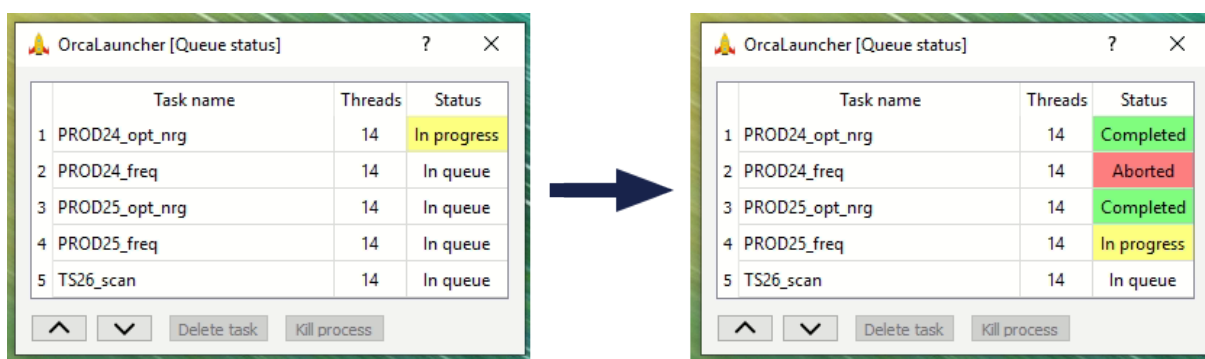 OrcaLauncher [Queue status] ? ✕
Task name Threads Status
1 PROD24_opt_nrg 14 In progress
2 PROD24_freq 14 In queue
3 PROD25_opt_nrg 14 In queue
4 PROD25_freq 14 In queue
5 TS26_scan 14 In queue
Delete task Kill process
OrcaLauncher [Queue status] ? ✕
Task name Threads Status
1 PROD24_opt_nrg 14 Completed
2 PROD24_freq 14 Aborted
3 PROD25_opt_nrg 14 Completed
4 PROD25_freq 14 In progress
5 TS26_scan 14 In queue
Delete task Kill process